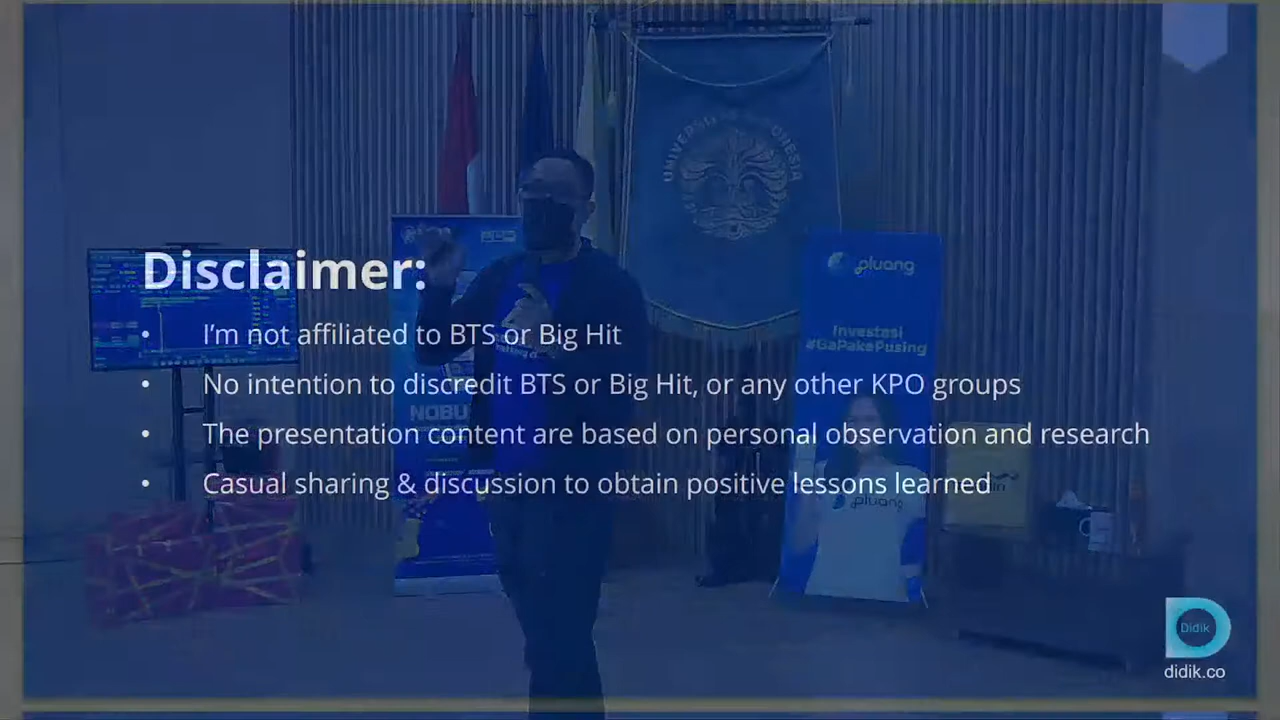 UNIVERSITAS INDONESIA
pluang
Disclaimer:
• I'm not affiliated to BTS or Big Hit
Investasi
#GaPakePusing
• No intention to discredit BTS or Big Hit, or any other KPO groups
NOBU
• The presentation content are based on personal observation and research
• Casual sharing & discussion to obtain positive lessons learned
pluang
Didik
didik.co